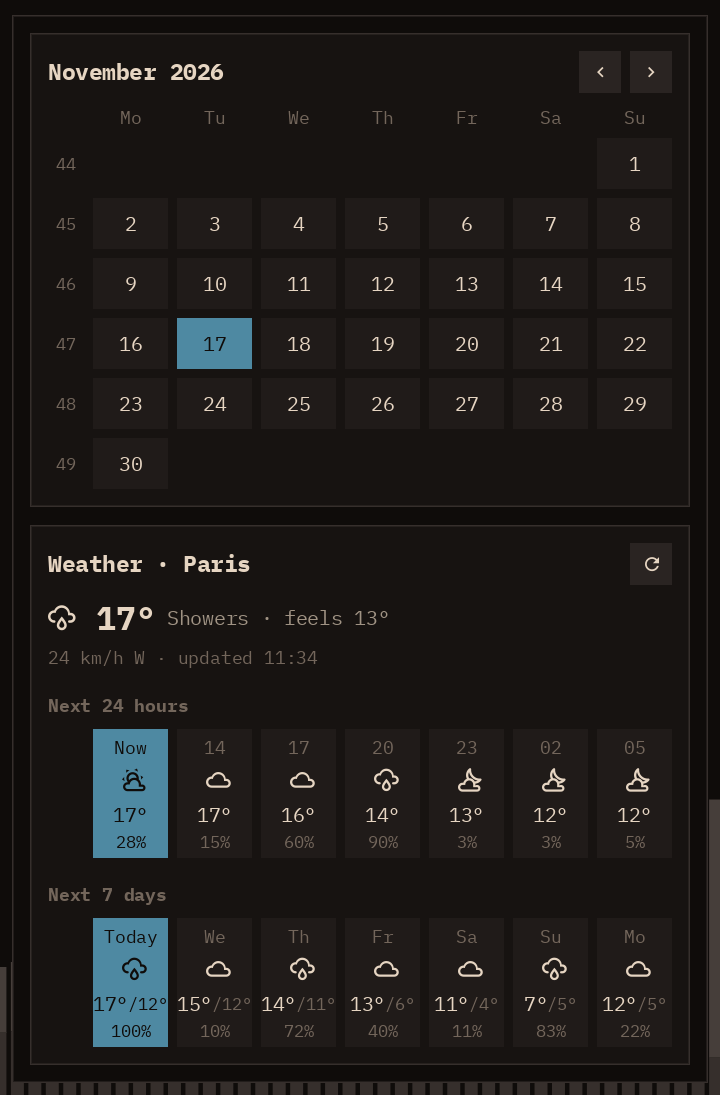 November 2026
Mo Tu We Th Fr Sa Su
44 1
45 2 3 4 5 6 7 8
46 9 10 11 12 13 14 15
47 16 17 18 19 20 21 22
48 23 24 25 26 27 28 29
49 30
Weather · Paris
17° Showers · feels 13°
24 km/h W · updated 11:34
Next 24 hours
Now 14 17 20 23 02 05
17° 17° 16° 14° 13° 12° 12°
28% 15% 60% 90% 3% 3% 5%
Next 7 days
Today We Th Fr Sa Su Mo
17°/12° 15°/12° 14°/11° 13°/6° 11°/4° 7°/5° 12°/5°
100% 10% 72% 40% 11% 83% 22%